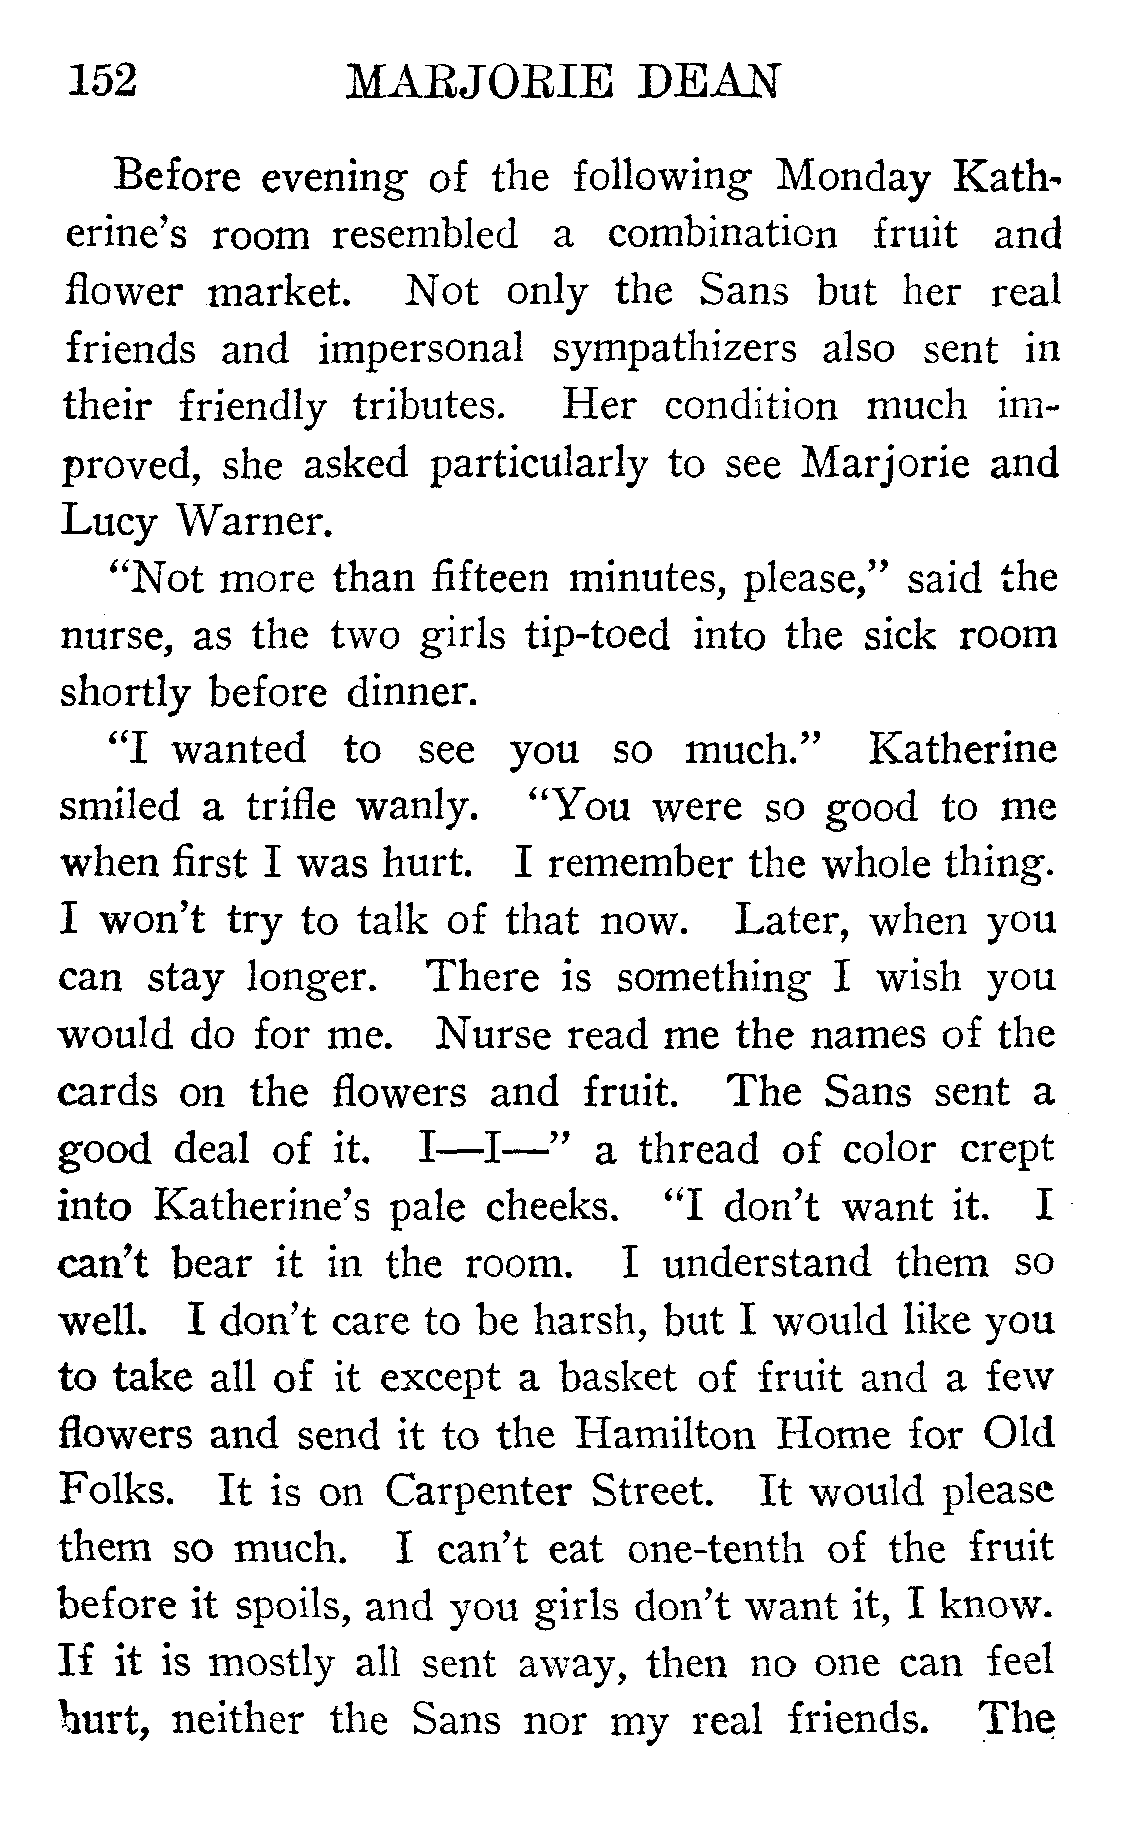 152 MARJORIE DEAN
Before evening of the following Monday Kath-
erine's room resembled a combination fruit and
flower market. Not only the Sans but her real
friends and impersonal sympathizers also sent in
their friendly tributes. Her condition much im-
proved, she asked particularly to see Marjorie and
Lucy Warner.
"Not more than fifteen minutes, please," said the
nurse, as the two girls tip-toed into the sick room
shortly before dinner.
"I wanted to see you so much." Katherine
smiled a trifle wanly. "You were so good to me
when first I was hurt. I remember the whole thing.
I won't try to talk of that now. Later, when you
can stay longer. There is something I wish you
would do for me. Nurse read me the names of the
cards on the flowers and fruit. The Sans sent a
good deal of it. I—I—" a thread of color crept
into Katherine's pale cheeks. "I don't want it. I
can't bear it in the room. I understand them so
well. I don't care to be harsh, but I would like you
to take all of it except a basket of fruit and a few
flowers and send it to the Hamilton Home for Old
Folks. It is on Carpenter Street. It would please
them so much. I can't eat one-tenth of the fruit
before it spoils, and you girls don't want it, I know.
If it is mostly all sent away, then no one can feel
hurt, neither the Sans nor my real friends. The